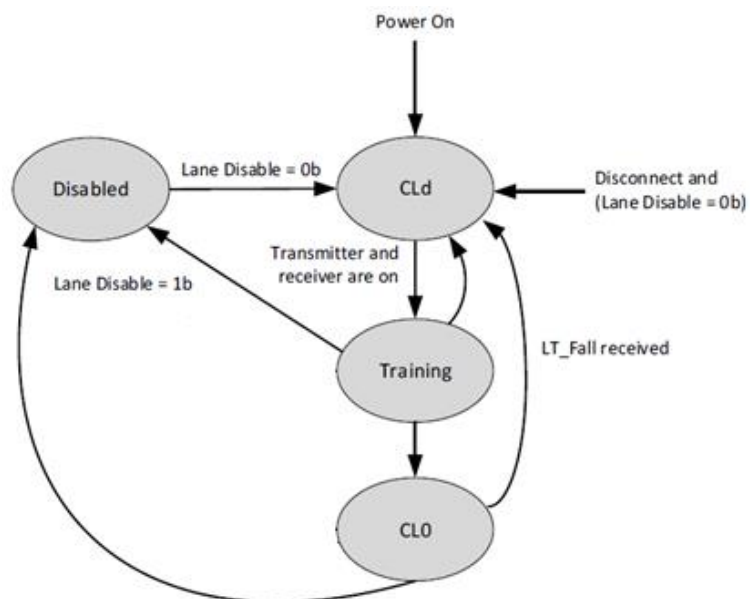 Power On
Disabled
Lane Disable = 0b
CLd
Disconnect and
(Lane Disable = 0b)
Transmitter and
receiver are on
Lane Disable = 1b
LT_Fall received
Training
CL0